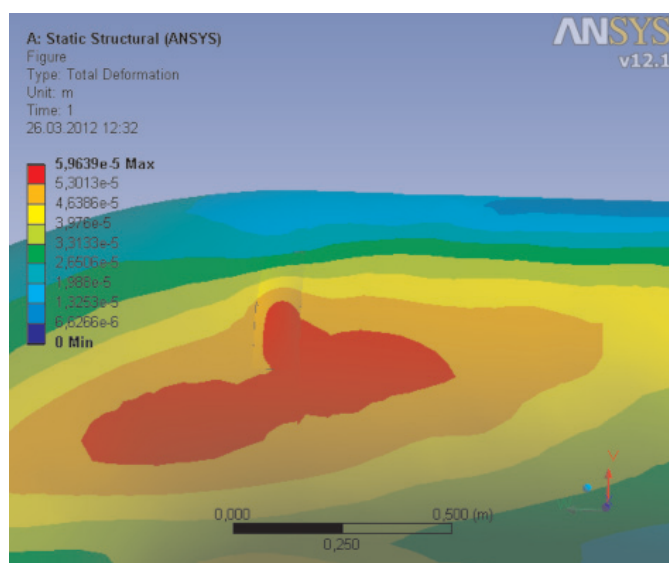 ANSYS
v12.1
A: Static Structural (ANSYS)
Figure
Type: Total Deformation
Unit: m
Time: 1
26.03.2012 12:32
5,9639e-5 Max
5,3013e-5
4,6386e-5
3,976e-5
3,3133e-5
2,6506e-5
1,988e-5
1,3253e-5
6,6266e-6
0 Min
0,000
0,500 (m)
0,250
Y